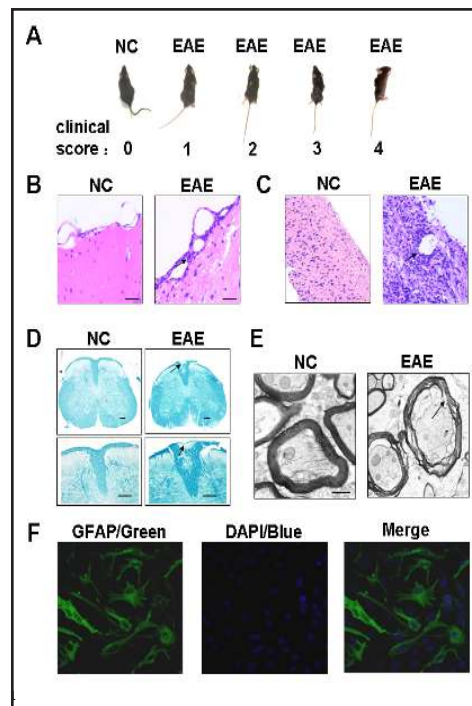 A
NC EAE EAE EAE EAE
clinical
score : 0 1 2 3 4
B NC EAE
C NC EAE
D NC EAE
E NC EAE
F GFAP/Green DAPI/Blue Merge